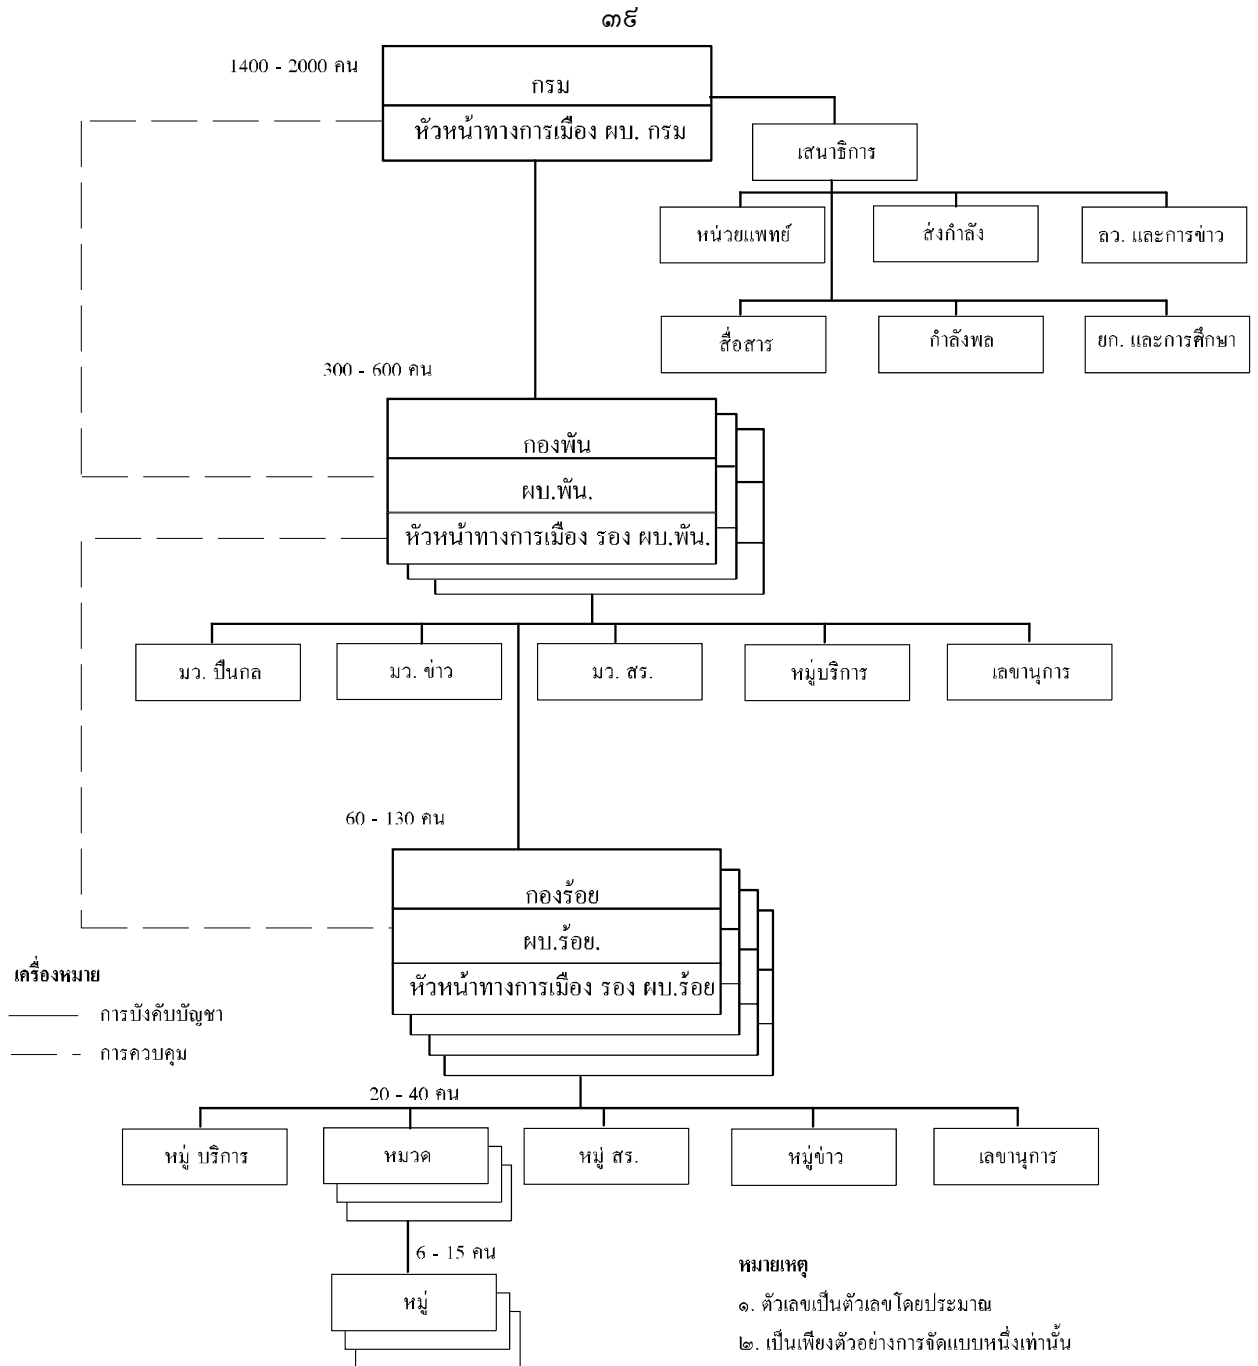 ๓๙
1400 - 2000 คน
กรม
หัวหน้าทางการเมือง ผบ. กรม
เสนาธิการ
หน่วยแพทย์
ส่งกำลัง
ลว. และการข่าว
สื่อสาร
กำลังพล
ยก. และการศึกษา
300 - 600 คน
กองพัน
ผบ.พัน.
หัวหน้าทางการเมือง รอง ผบ.พัน.
มว. ปืนกล
มว. ข่าว
มว. สร.
หมู่บริการ
เลขานุการ
60 - 130 คน
กองร้อย
ผบ.ร้อย.
หัวหน้าทางการเมือง รอง ผบ.ร้อย
เครื่องหมาย
การบังคับบัญชา
การควบคุม
20 - 40 คน
หมู่ บริการ
หมวด
หมู่ สร.
หมู่ข่าว
เลขานุการ
6 - 15 คน
หมู่
หมายเหตุ
๑. ตัวเลขเป็นตัวเลขโดยประมาณ
๒. เป็นเพียงตัวอย่างการจัดแบบหนึ่งเท่านั้น